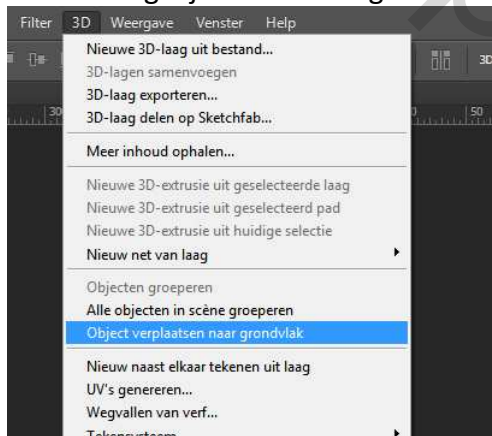 Filter 3D Weergave Venster Help
Nieuwe 3D-laag uit bestand...
3D-lagen samenvoegen
3D-laag exporteren...
3D-laag delen op Sketchfab...
Meer inhoud ophalen...
Nieuwe 3D-extrusie uit geselecteerde laag
Nieuwe 3D-extrusie uit geselecteerd pad
Nieuwe 3D-extrusie uit huidige selectie
Nieuw net van laag
Objecten groeperen
Alle objecten in scène groeperen
Object verplaatsen naar grondvlak
Nieuw naast elkaar tekenen uit laag
UV's genereren...
Wegvallen van verf...